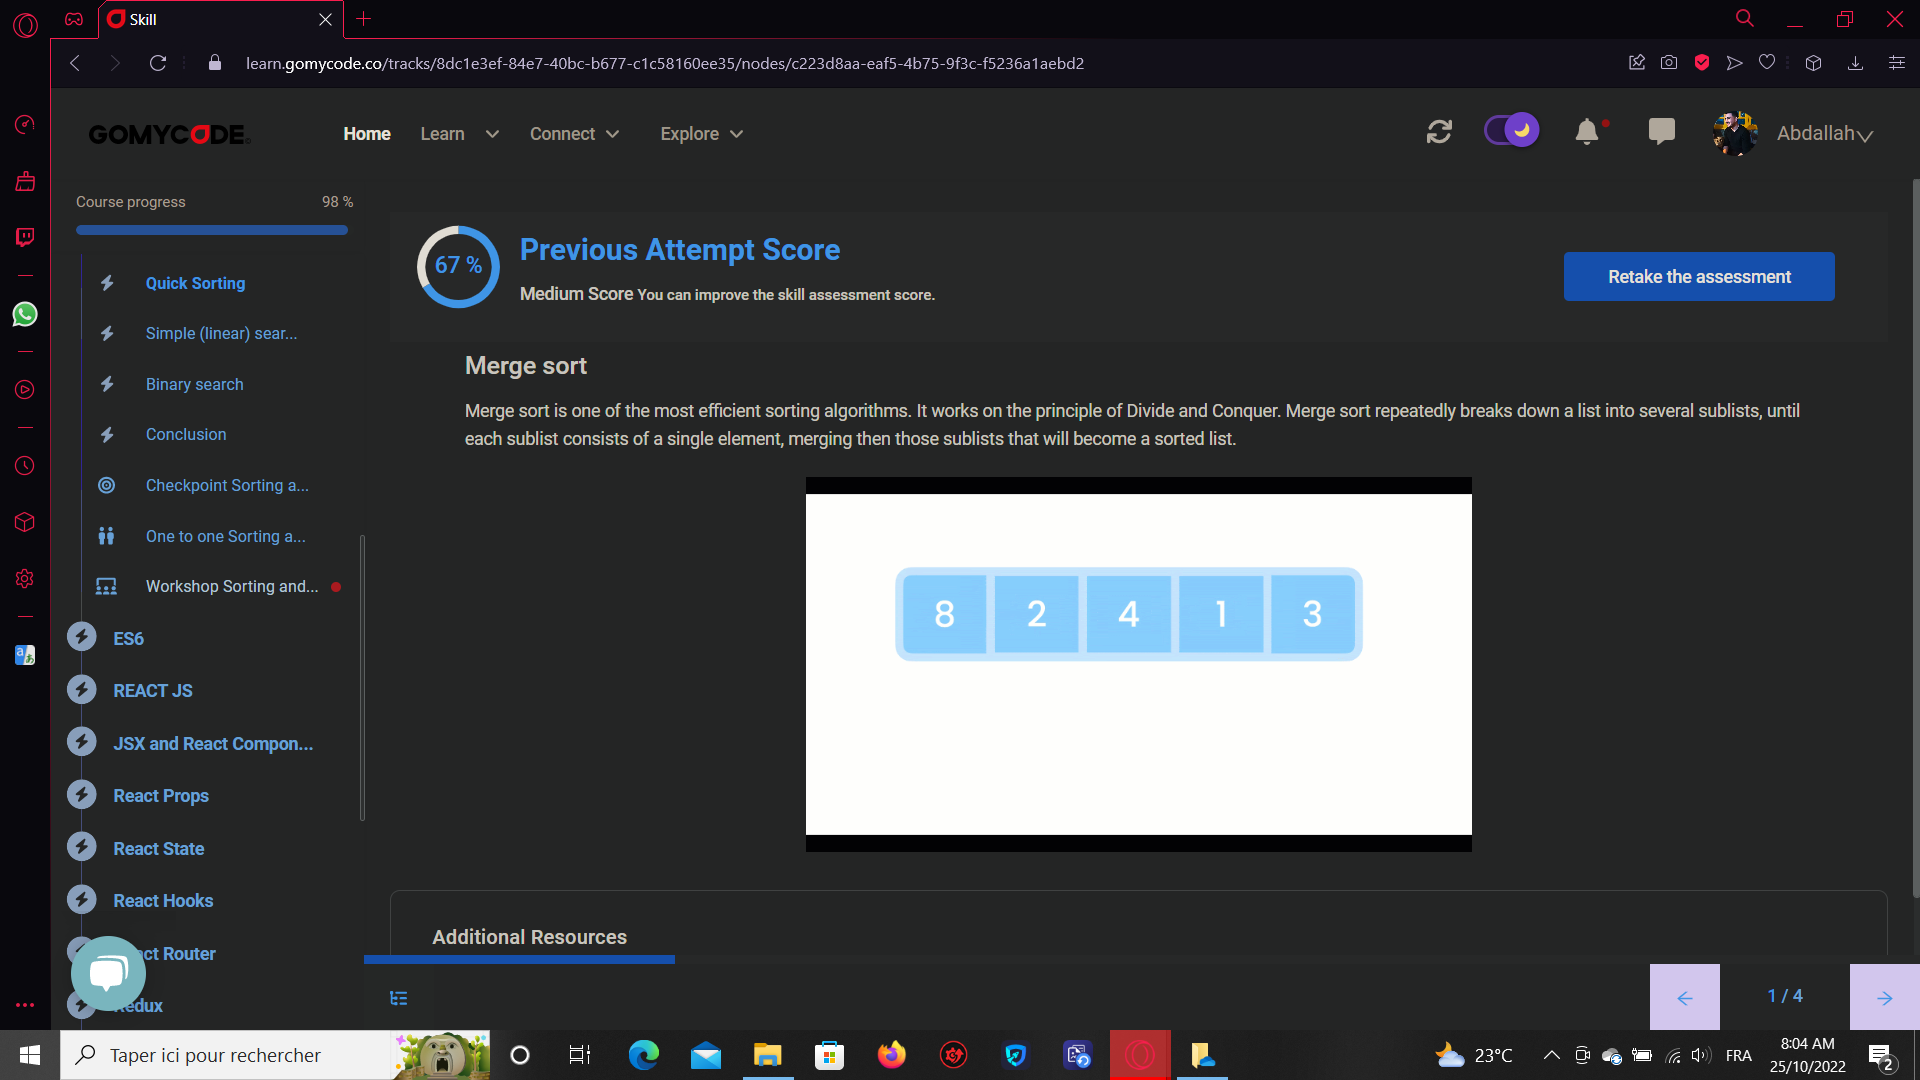 Skill
learn.gomycode.co/tracks/8dc1e3ef-84e7-40bc-b677-c1c58160ee35/nodes/c223d8aa-eaf5-4b75-9f3c-f5236a1aebd2
GOMYCODE
Home
Learn
Connect
Explore
Abdallah
Course progress
98 %
Quick Sorting
Simple (linear) sear...
Binary search
Conclusion
Checkpoint Sorting a...
One to one Sorting a...
Workshop Sorting and...
ES6
REACT JS
JSX and React Compon...
React Props
React State
React Hooks
ct Router
edux
67 %
Previous Attempt Score
Medium Score You can improve the skill assessment score.
Retake the assessment
Merge sort
Merge sort is one of the most efficient sorting algorithms. It works on the principle of Divide and Conquer. Merge sort repeatedly breaks down a list into several sublists, until
each sublist consists of a single element, merging then those sublists that will become a sorted list.
8 2 4 1 3
Additional Resources
1 / 4
Taper ici pour rechercher
23°C
FRA
8:04 AM
25/10/2022
2